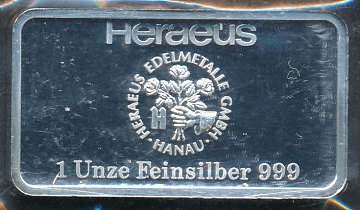 Heraeus
HERAEUS EDELMETALLE GMBH · HANAU ·
H
1 Unze Feinsilber 999